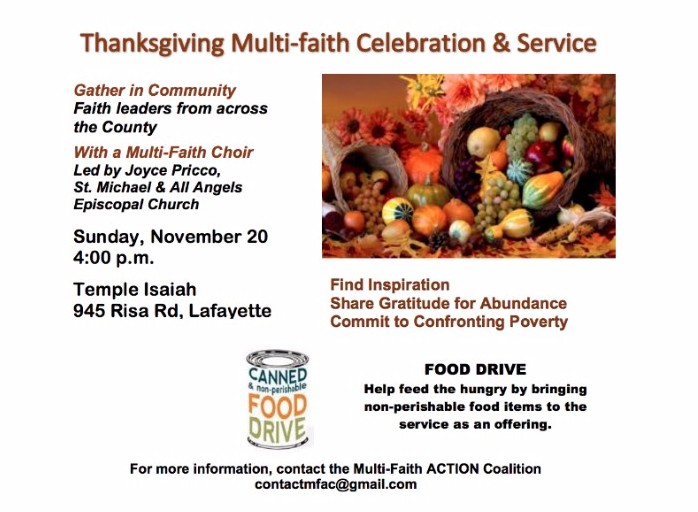 Thanksgiving Multi-faith Celebration & Service
Gather in Community
Faith leaders from across
the County
With a Multi-Faith Choir
Led by Joyce Pricco,
St. Michael & All Angels
Episcopal Church
Sunday, November 20
4:00 p.m.
Temple Isaiah
945 Risa Rd, Lafayette
Find Inspiration
Share Gratitude for Abundance
Commit to Confronting Poverty
CANNED
& non-perishable
FOOD
DRIVE
FOOD DRIVE
Help feed the hungry by bringing
non-perishable food items to the
service as an offering.
For more information, contact the Multi-Faith ACTION Coalition
contactmfac@gmail.com